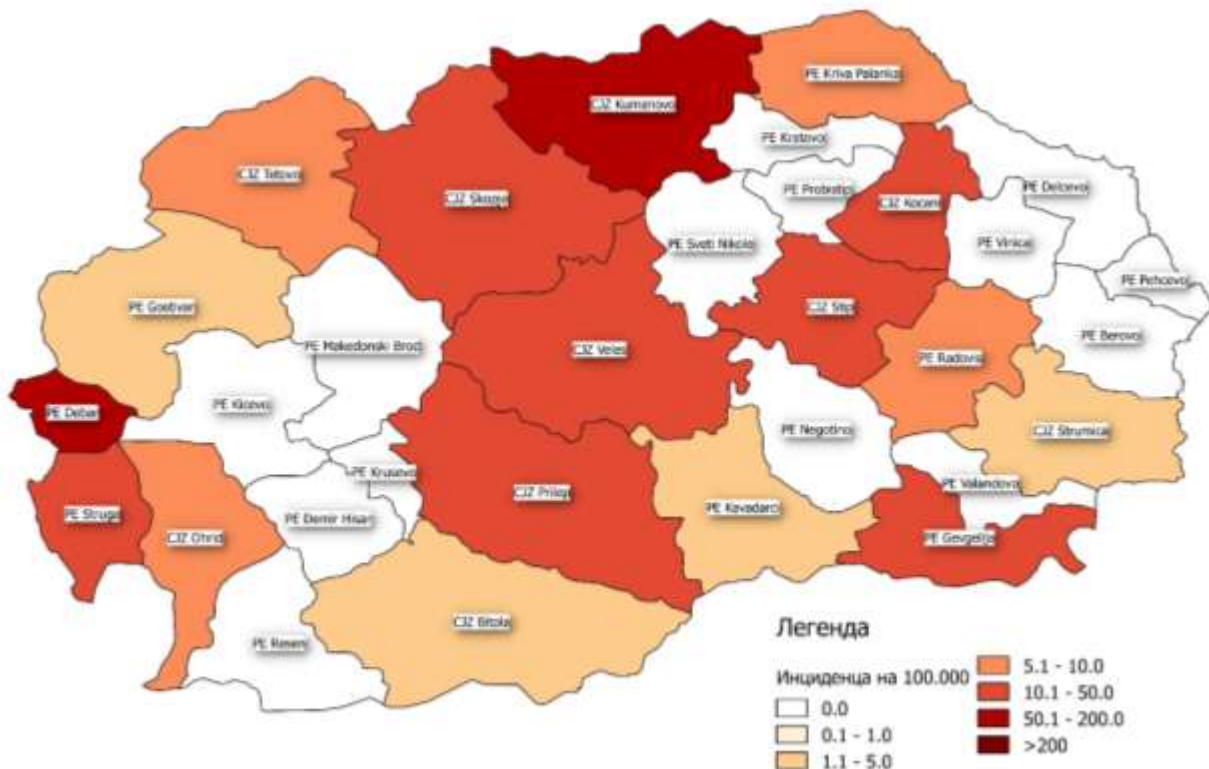 PE Kriva Palanka
CJZ Kumanovo
PE Kratovo
CJZ Tetovo
PE Probistip
PE Delcevo
CJZ Skopje
CJZ Kocani
PE Sveti Nikole
PE Vinica
PE Pehcevo
PE Gostivar
CJZ Stip
PE Berovo
PE Makedonski Brod
CJZ Veles
PE Radovis
PE Kicevo
PE Debar
PE Negotino
CJZ Strumica
PE Krusevo
PE Valandovo
CJZ Prilep
PE Kavadarci
PE Struga
PE Demir Hisar
CJZ Ohrid
PE Gevgelija
CJZ Bitola
PE Resen
Легенда
Инциденца на 100.000
0.0
0.1 - 1.0
1.1 - 5.0
5.1 - 10.0
10.1 - 50.0
50.1 - 200.0
>200